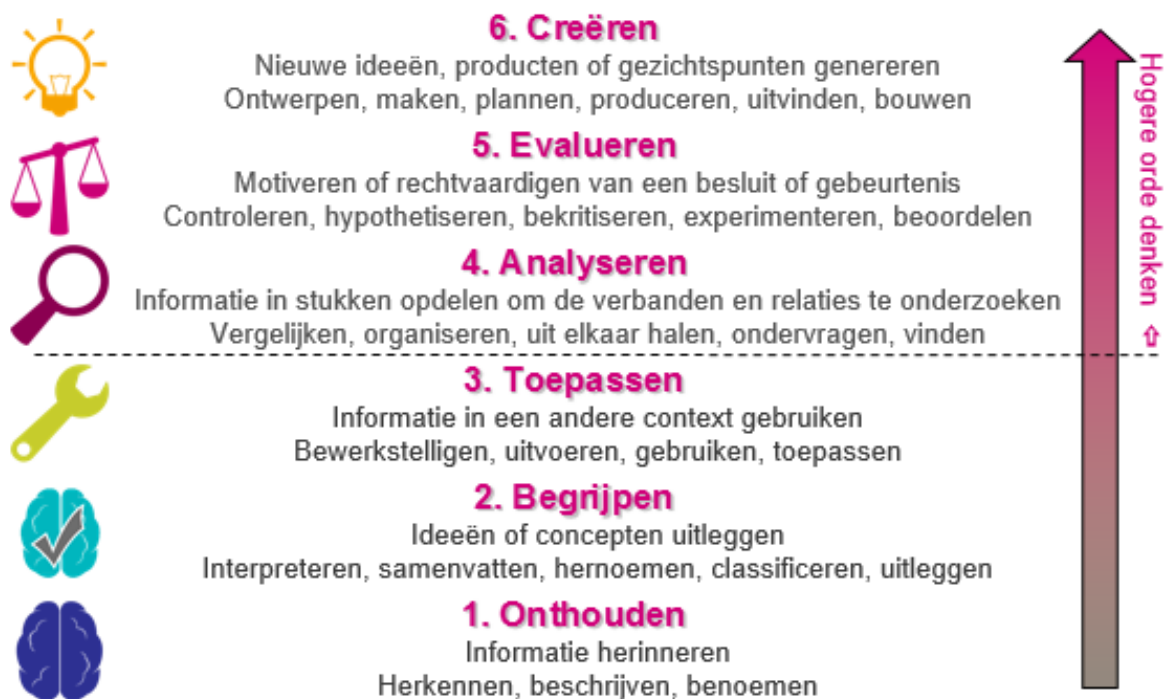 6. Creëren
Nieuwe ideeën, producten of gezichtspunten genereren
Ontwerpen, maken, plannen, produceren, uitvinden, bouwen
5. Evalueren
Motiveren of rechtvaardigen van een besluit of gebeurtenis
Controleren, hypothetiseren, bekritiseren, experimenteren, beoordelen
4. Analyseren
Informatie in stukken opdelen om de verbanden en relaties te onderzoeken
Vergelijken, organiseren, uit elkaar halen, ondervragen, vinden
3. Toepassen
Informatie in een andere context gebruiken
Bewerkstelligen, uitvoeren, gebruiken, toepassen
2. Begrijpen
Ideeën of concepten uitleggen
Interpreteren, samenvatten, hernoemen, classificeren, uitleggen
1. Onthouden
Informatie herinneren
Herkennen, beschrijven, benoemen
Hogere orde denken ⇨